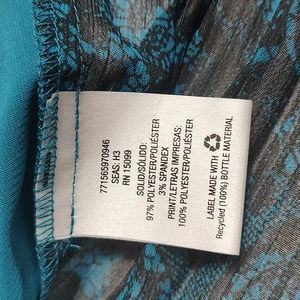 771565970946
SEAS: H3
RN 15099
SOLID/SÓLIDO:
97% POLYESTER/POLIÉSTER
3% SPANDEX
PRINT/LETRAS IMPRESAS:
100% POLYESTER/POLIÉSTER
LABEL MADE WITH
Recycled (100%) BOTTLE MATERIAL